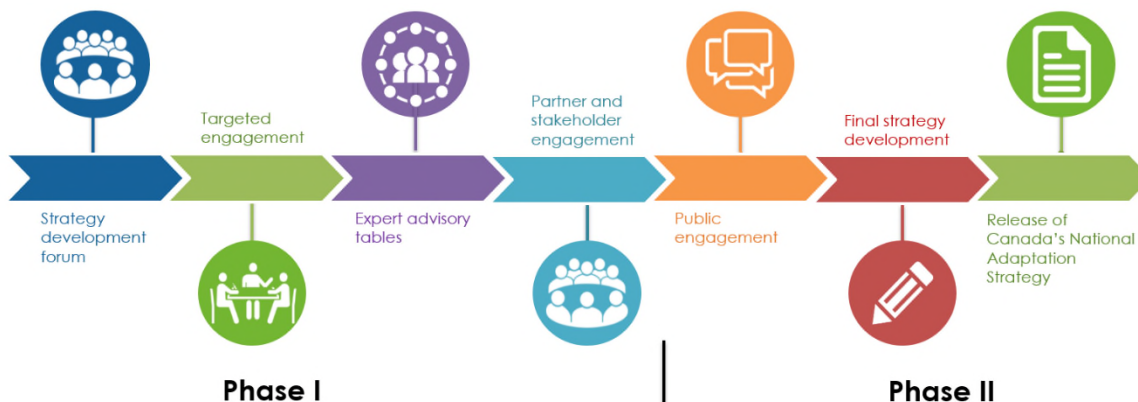 Strategy
development
forum
Targeted
engagement
Expert advisory
tables
Partner and
stakeholder
engagement
Public
engagement
Final strategy
development
Release of
Canada's National
Adaptation
Strategy
Phase I
Phase II